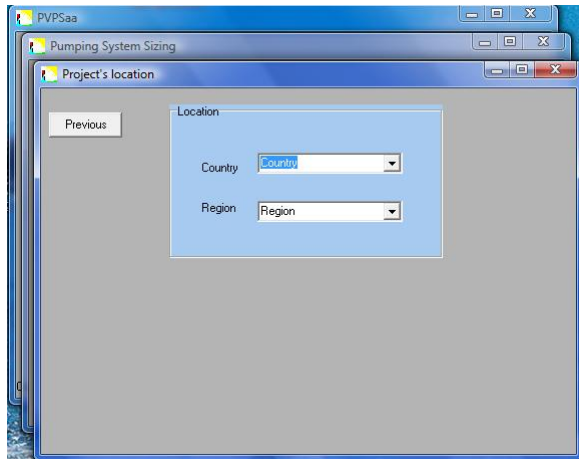 PVPSaa
Pumping System Sizing
Project's location
Previous
Location
Country Country
Region Region